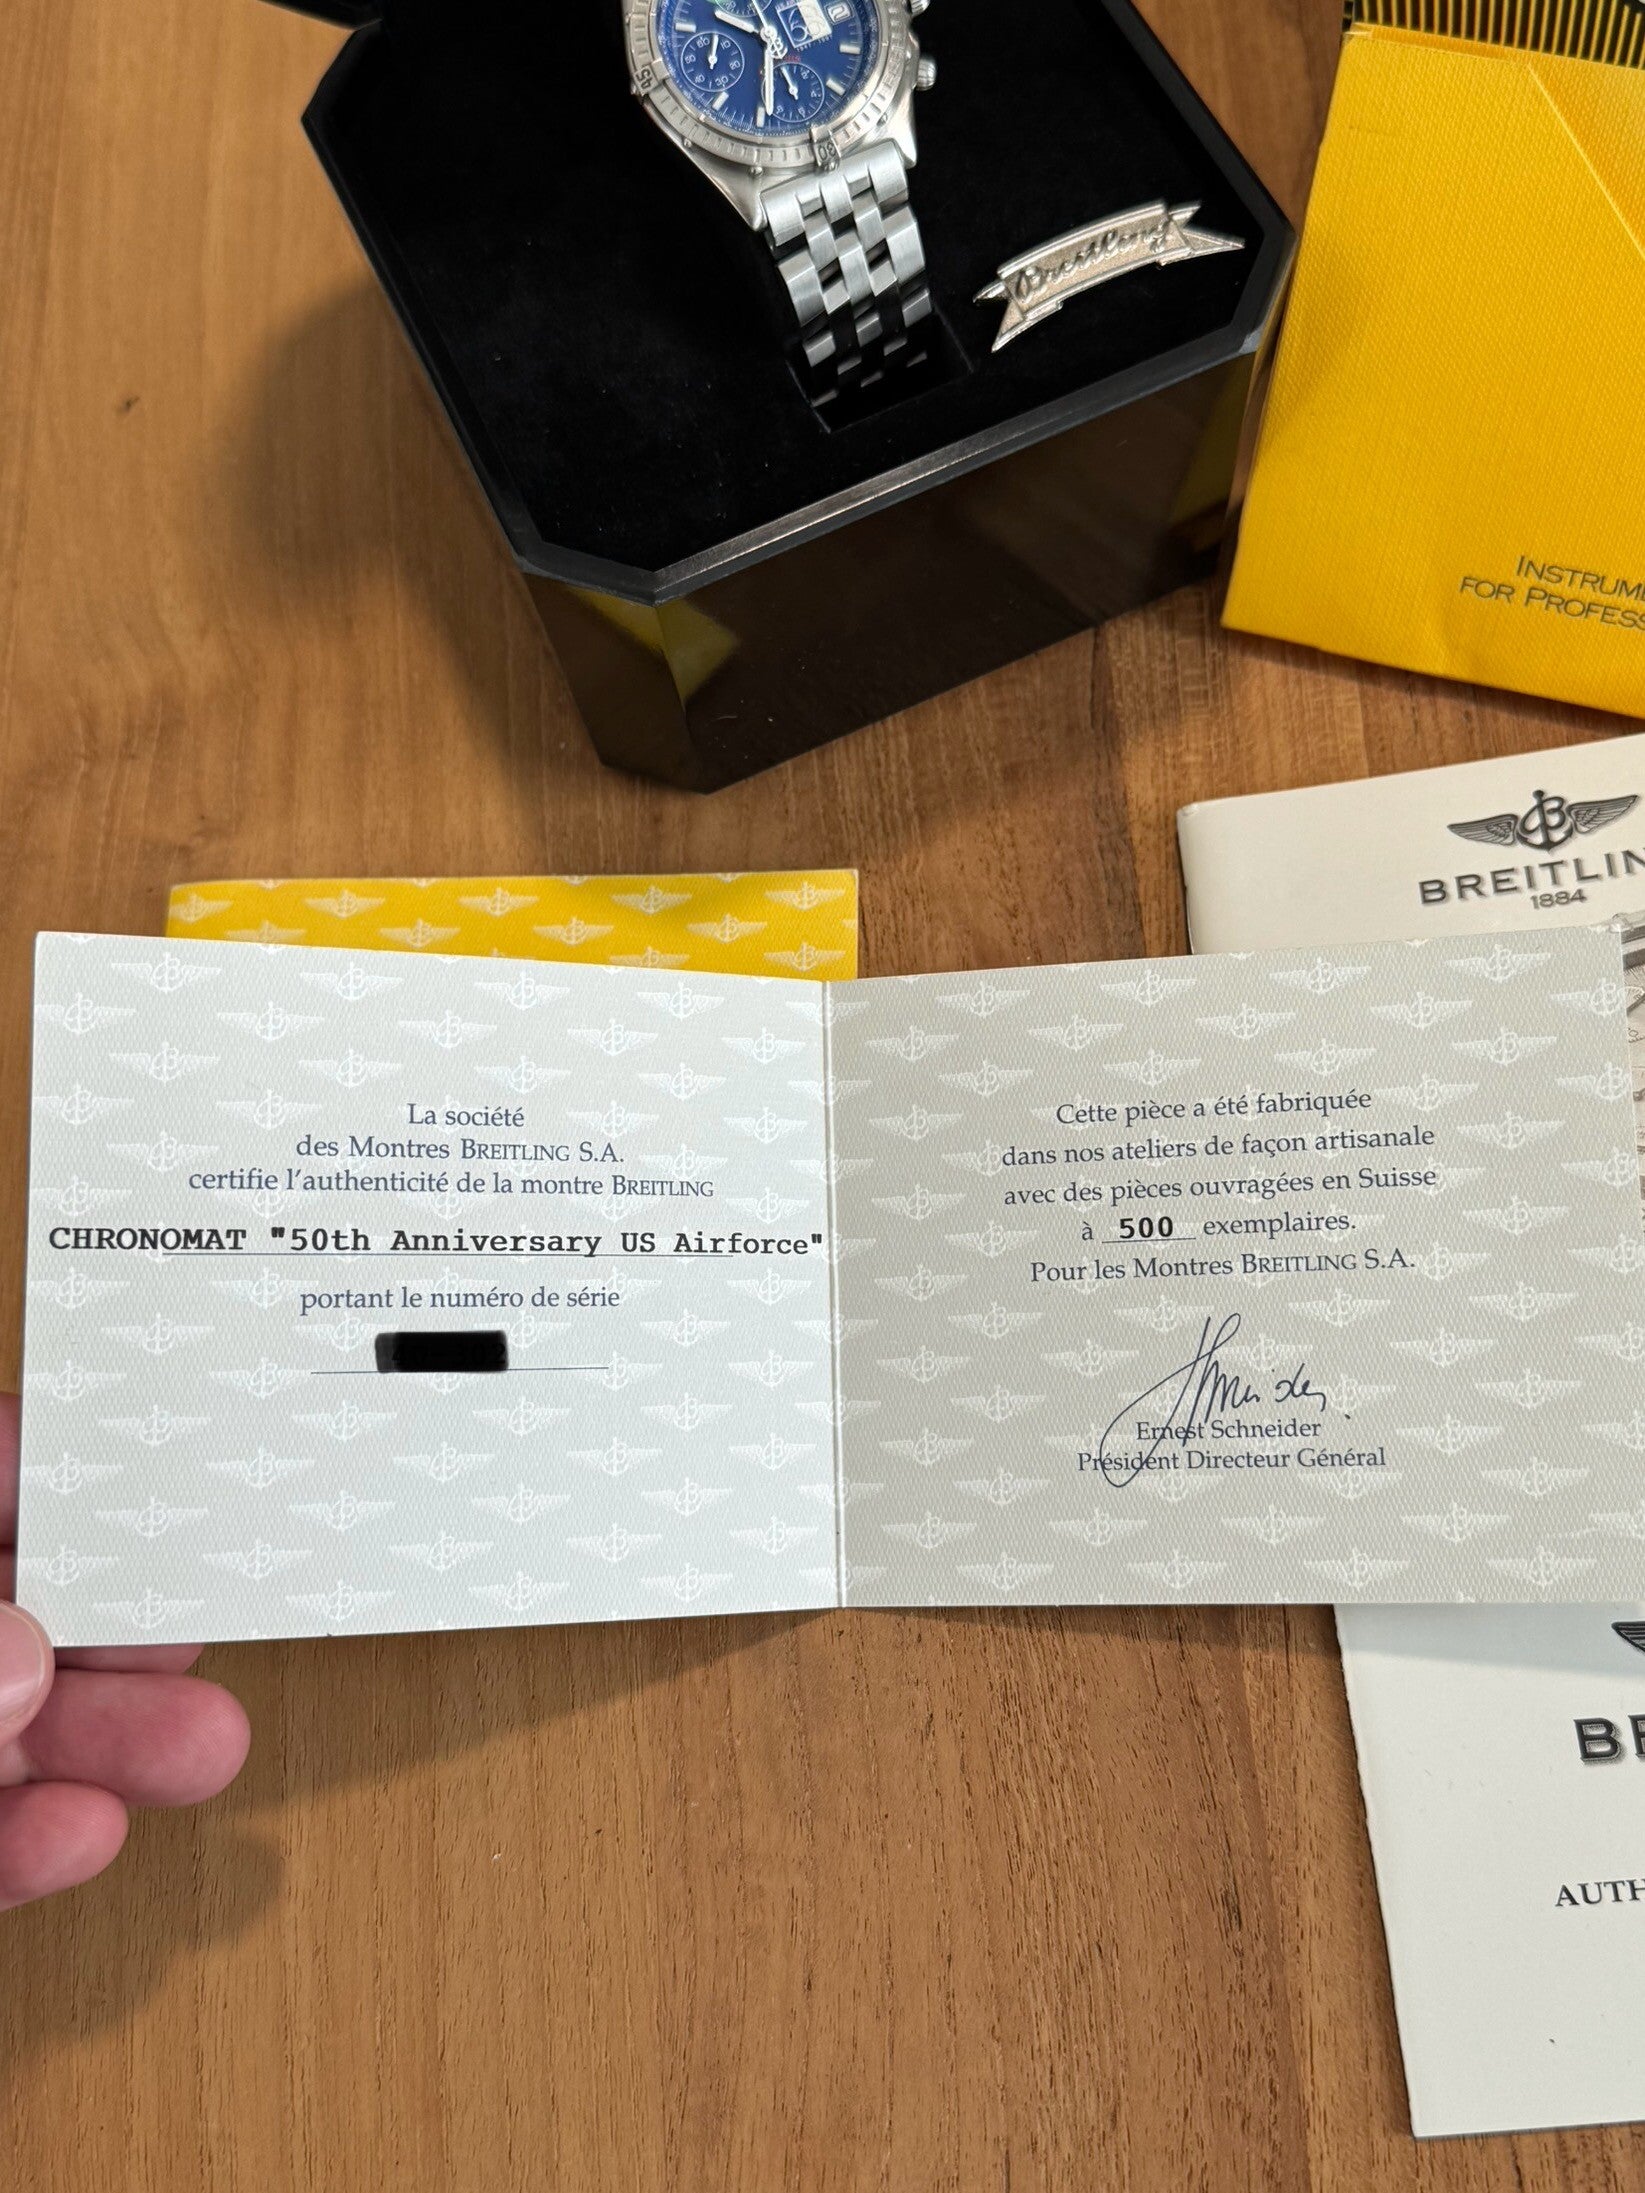 Breitling
INSTRUM
FOR PROFESS
BREITLIN
1884
La société
des Montres BREITLING S.A.
certifie l'authenticité de la montre BREITLING
CHRONOMAT "50th Anniversary US Airforce"
portant le numéro de série
Cette pièce a été fabriquée
dans nos ateliers de façon artisanale
avec des pièces ouvragées en Suisse
à 500 exemplaires.
Pour les Montres BREITLING S.A.
Ernest Schneider
Président Directeur Général
AUTH